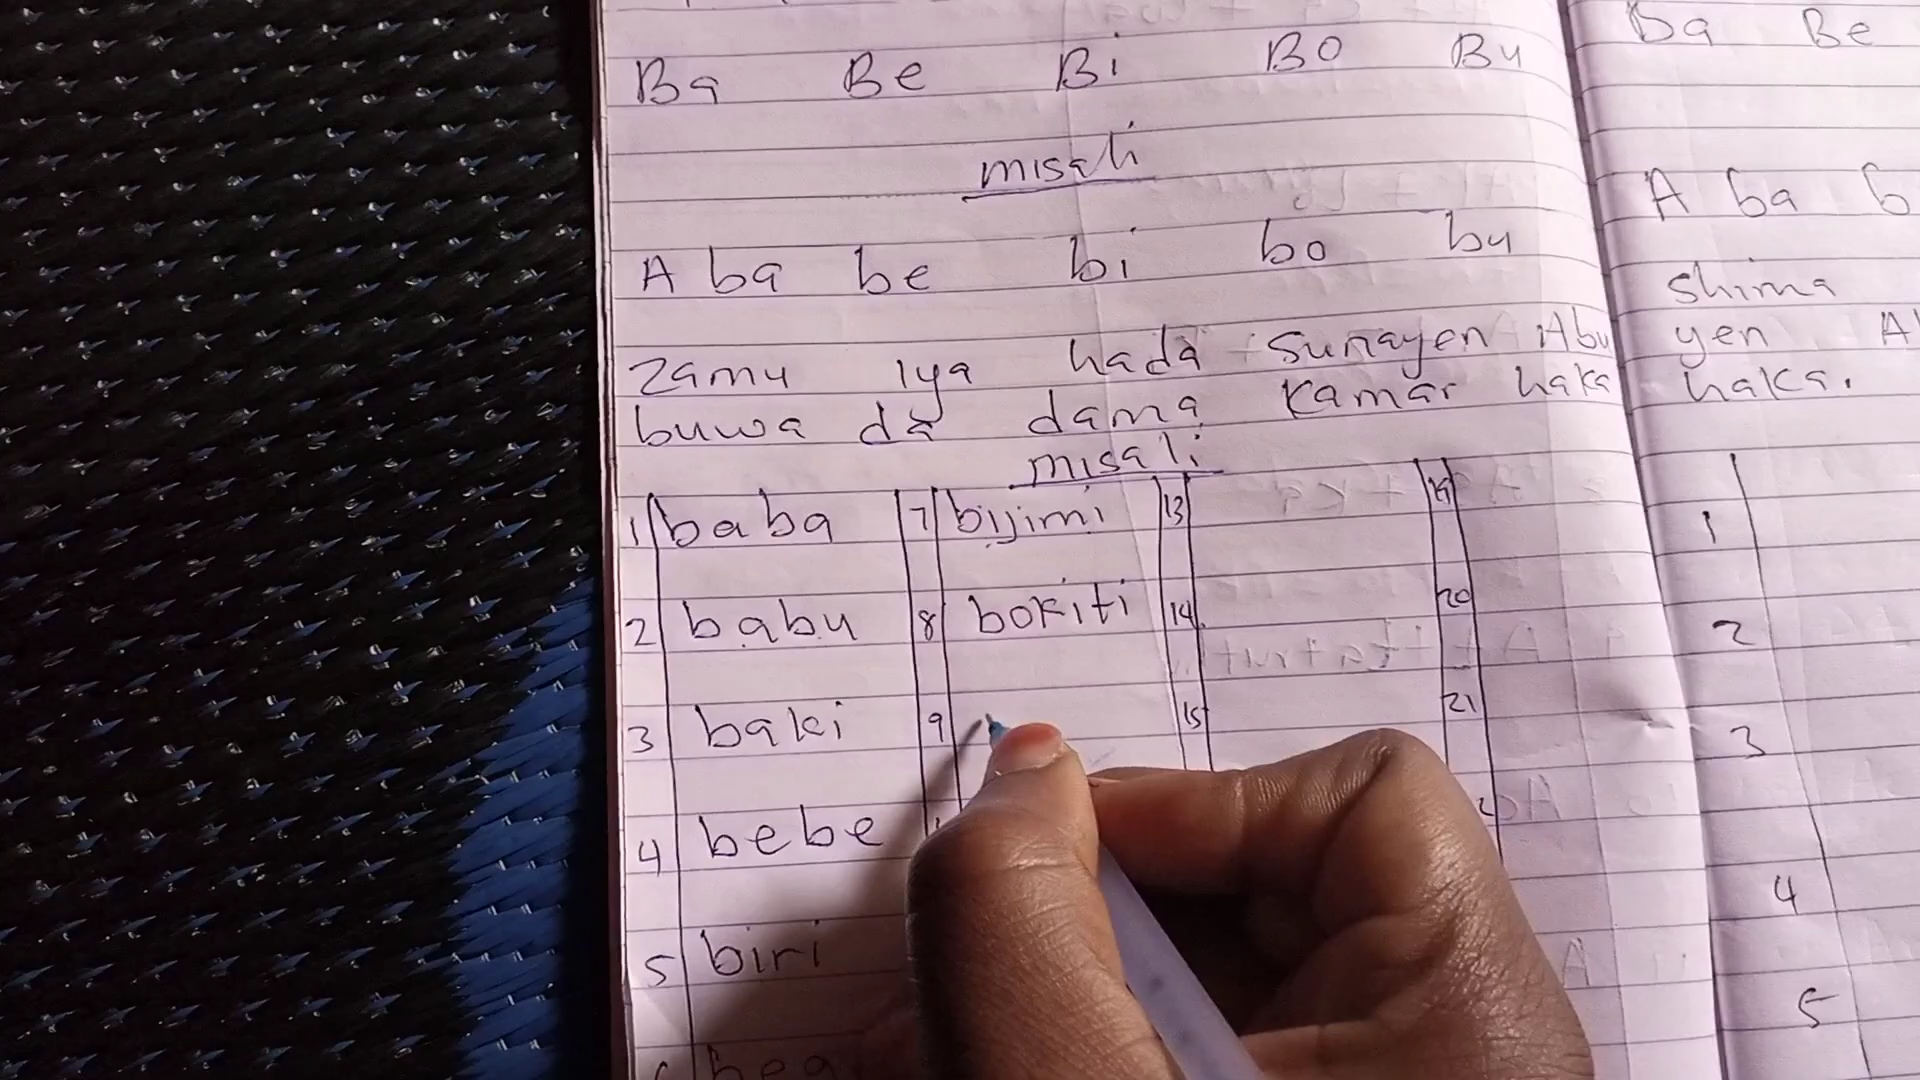 Ba Be Bi BO Bu
misali
A ba be bi bo bu
zamu iya hada sunayen Abu
buwa da dama kamar haka
misali
1 baba 7 bijimi 13 19
2 babu 8 bokiti 14 20
3 baki 9 15 21
4 bebe
5 biri
Ba Be
A ba b
shima
yen
haka.
1
2
3
4
5